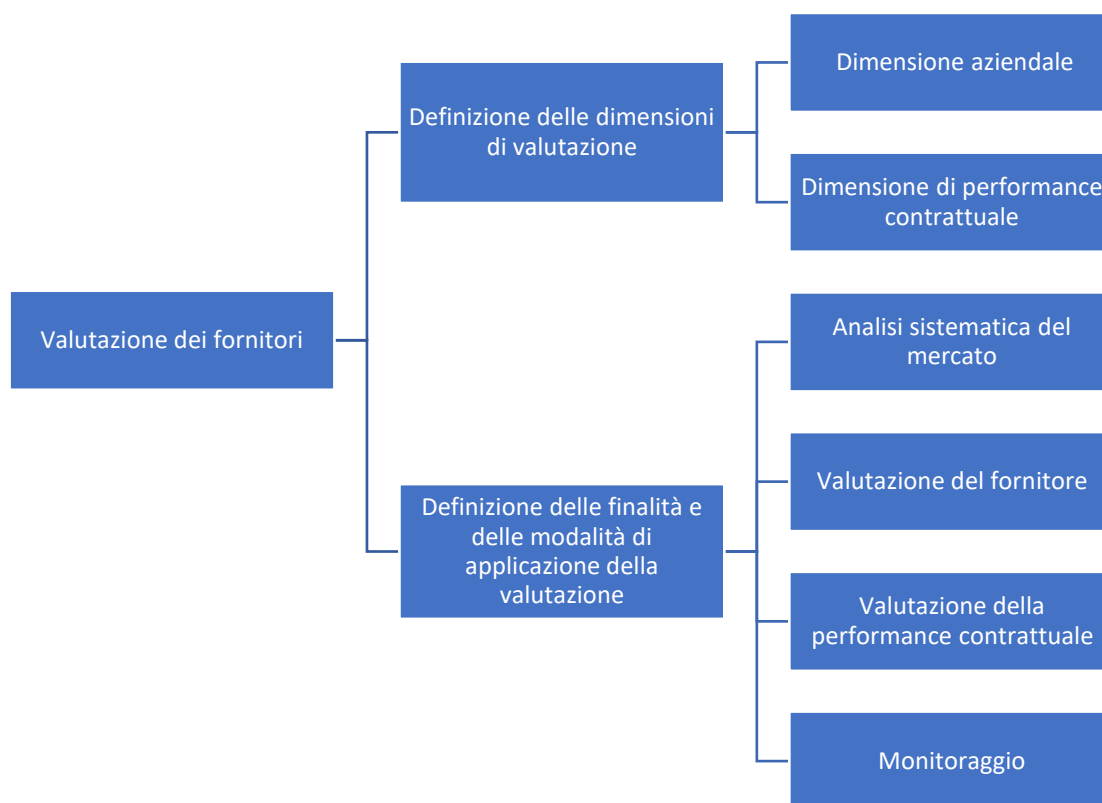 Dimensione aziendale
Definizione delle dimensioni
di valutazione
Dimensione di performance
contrattuale
Valutazione dei fornitori
Analisi sistematica del
mercato
Valutazione del fornitore
Definizione delle finalità e
delle modalità di
applicazione della
valutazione
Valutazione della
performance contrattuale
Monitoraggio